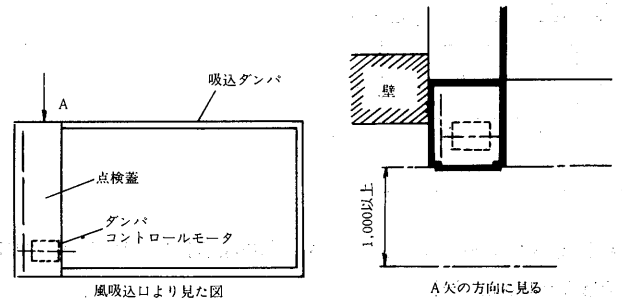 吸込ダンパ
A
点検蓋
ダンパ
コントロールモータ
風吸込口より見た図
壁
1,000以上
A矢の方向に見る